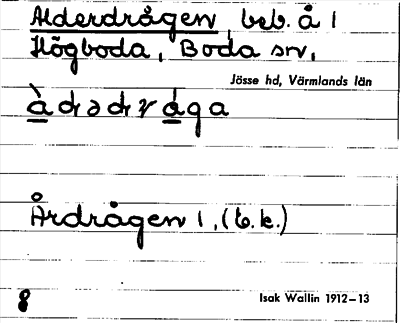 Alderdrågen, beb. å 1
Högboda, Boda sn,
Jösse hd, Värmlands län
Årdrågen 1, (b. k.)
8 Isak Wallin 1912–13